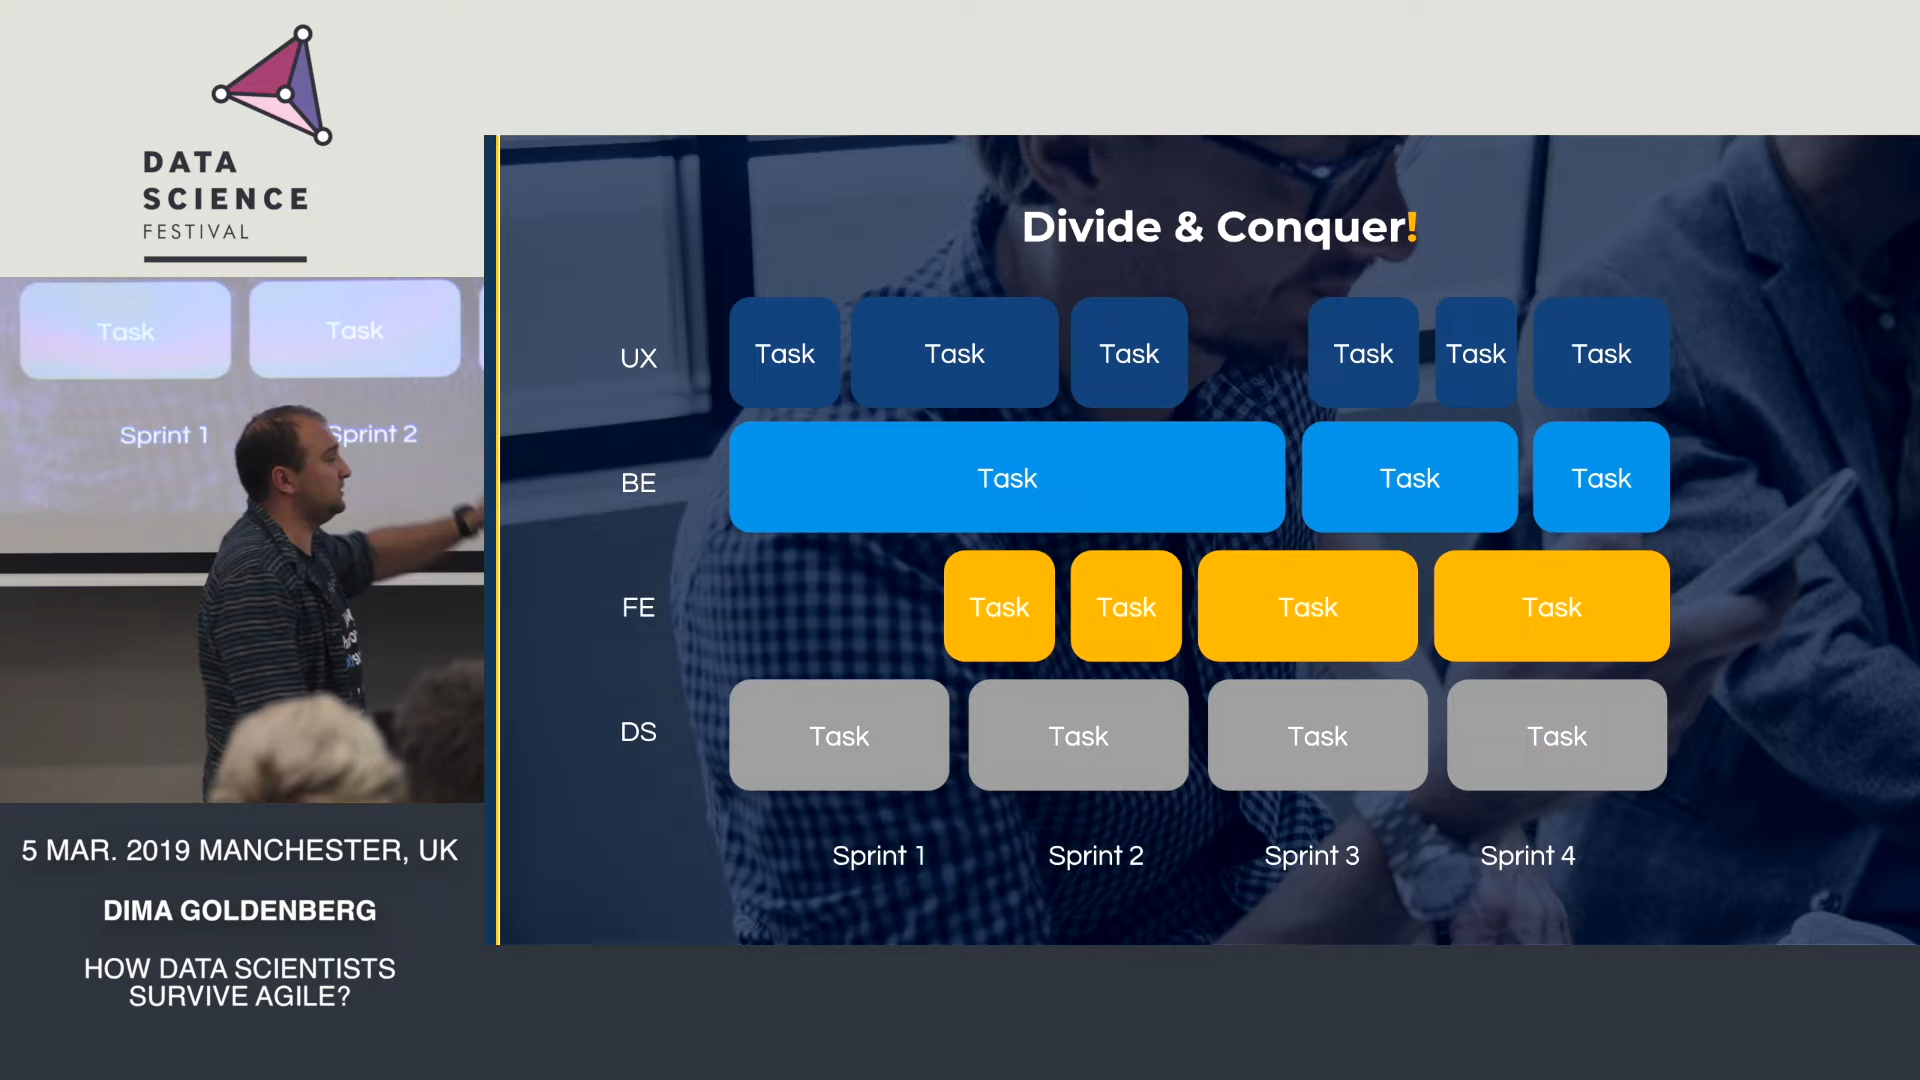 DATA
SCIENCE
FESTIVAL
Task Task
Sprint 1 Sprint 2
5 MAR. 2019 MANCHESTER, UK
DIMA GOLDENBERG
HOW DATA SCIENTISTS
SURVIVE AGILE?
Divide & Conquer!
UX Task Task Task Task Task Task
BE Task Task Task
FE Task Task Task Task
DS Task Task Task Task
Sprint 1 Sprint 2 Sprint 3 Sprint 4